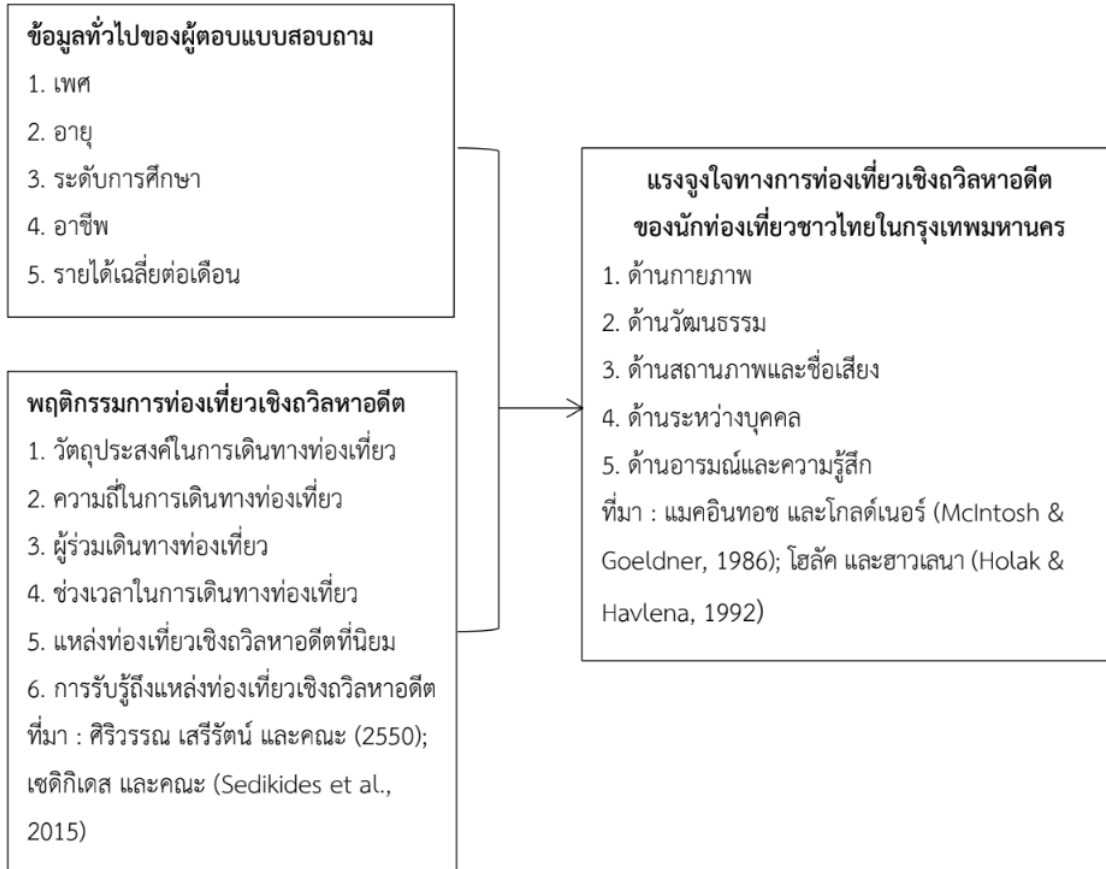 ข้อมูลทั่วไปของผู้ตอบแบบสอบถาม
1. เพศ
2. อายุ
3. ระดับการศึกษา
4. อาชีพ
5. รายได้เฉลี่ยต่อเดือน
พฤติกรรมการท่องเที่ยวเชิงถวิลหาอดีต
1. วัตถุประสงค์ในการเดินทางท่องเที่ยว
2. ความถี่ในการเดินทางท่องเที่ยว
3. ผู้ร่วมเดินทางท่องเที่ยว
4. ช่วงเวลาในการเดินทางท่องเที่ยว
5. แหล่งท่องเที่ยวเชิงถวิลหาอดีตที่นิยม
6. การรับรู้ถึงแหล่งท่องเที่ยวเชิงถวิลหาอดีต
ที่มา : ศิริวรรณ เสรีรัตน์ และคณะ (2550);
เซดิกิเดส และคณะ (Sedikides et al.,
2015)
แรงจูงใจทางการท่องเที่ยวเชิงถวิลหาอดีต
ของนักท่องเที่ยวชาวไทยในกรุงเทพมหานคร
1. ด้านกายภาพ
2. ด้านวัฒนธรรม
3. ด้านสถานภาพและชื่อเสียง
4. ด้านระหว่างบุคคล
5. ด้านอารมณ์และความรู้สึก
ที่มา : แมคอินทอช และโกลด์เนอร์ (McIntosh &
Goeldner, 1986); โฮลัค และฮาวเลนา (Holak &
Havlena, 1992)